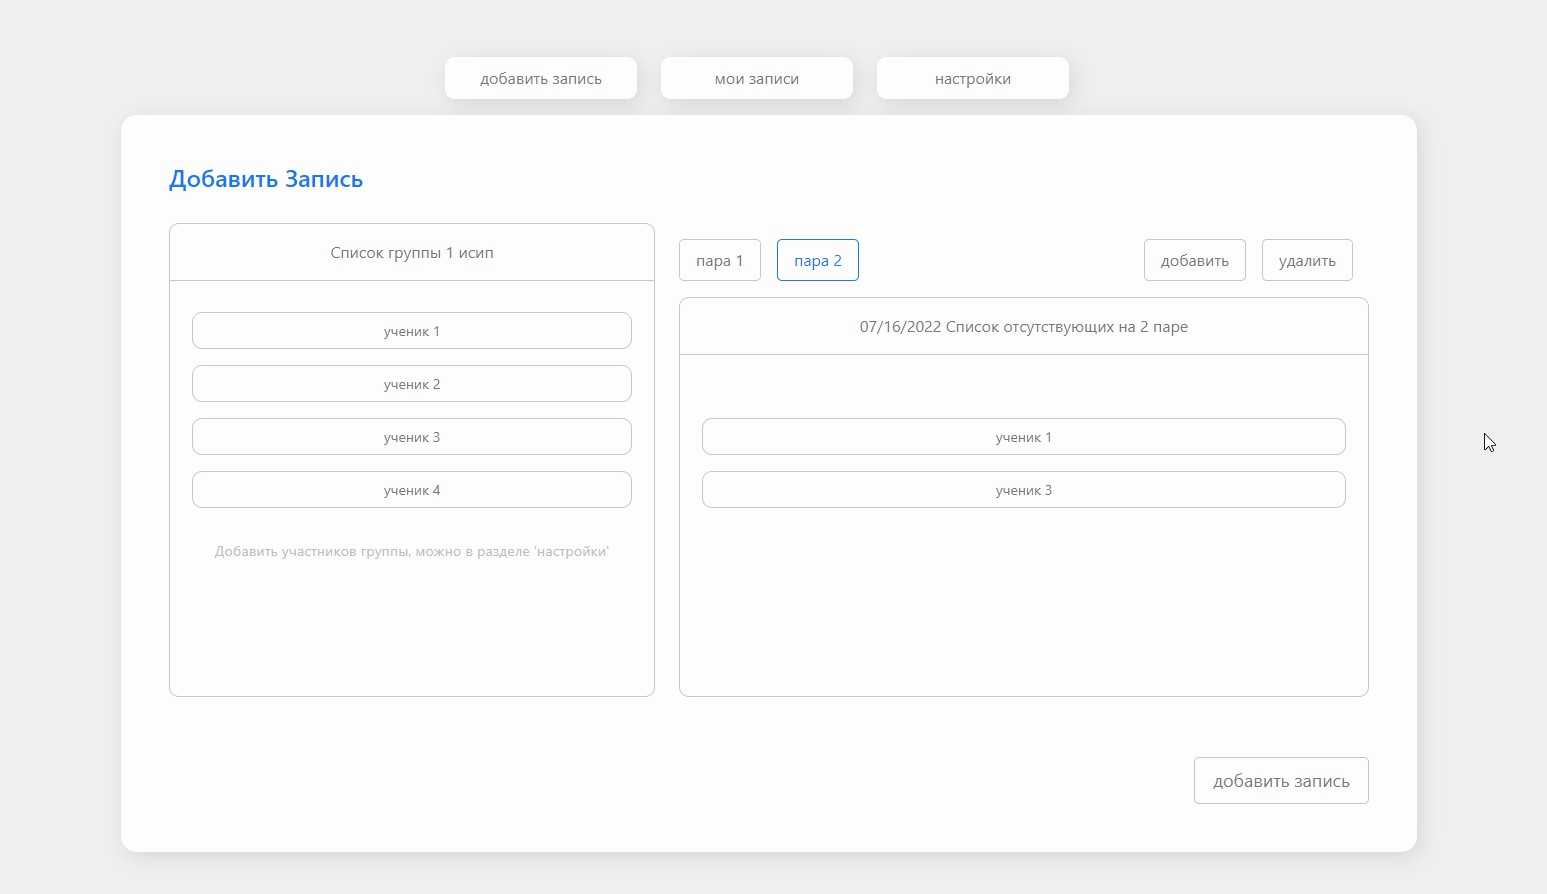 добавить запись
мои записи
настройки
Добавить Запись
Список группы 1 исип
ученик 1
ученик 2
ученик 3
ученик 4
Добавить участников группы, можно в разделе 'настройки'
пара 1
пара 2
добавить
удалить
07/16/2022 Список отсутствующих на 2 паре
ученик 1
ученик 3
добавить запись